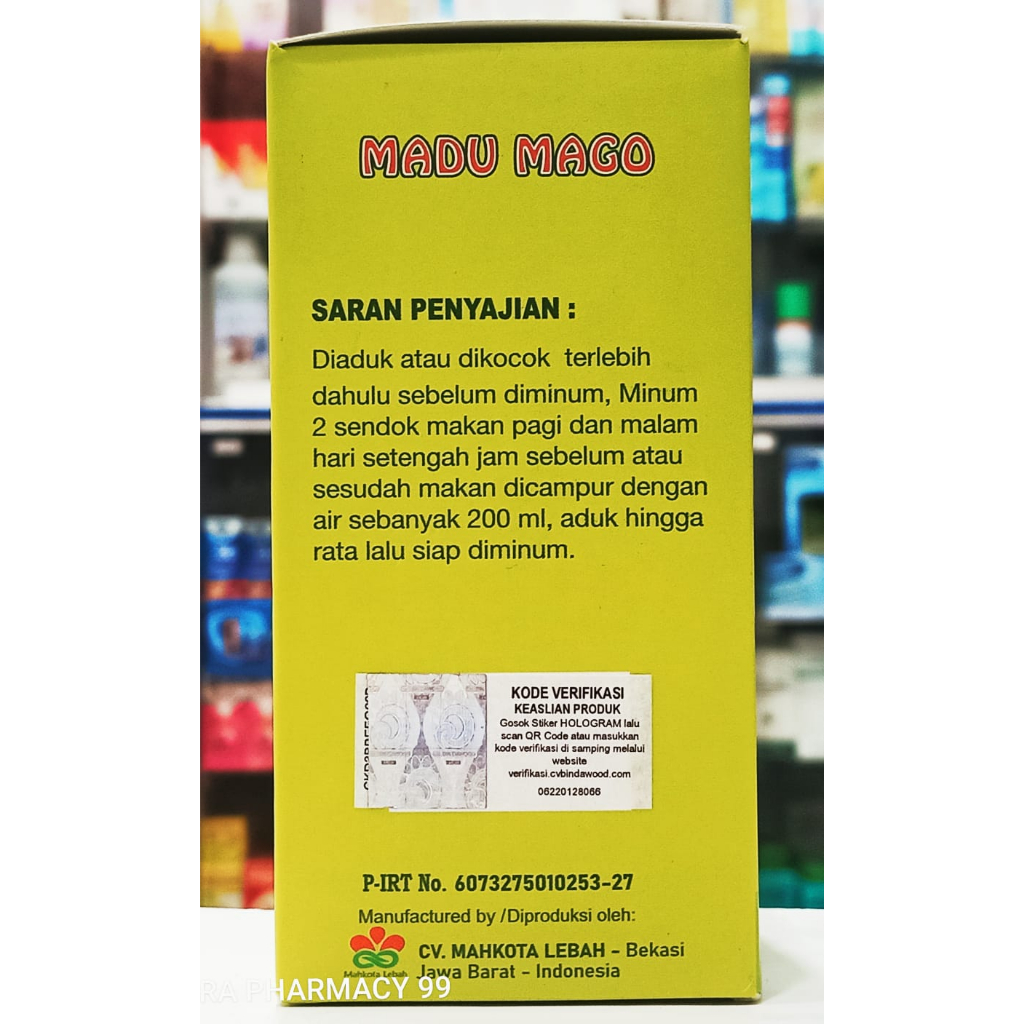 MADU MAGO
SARAN PENYAJIAN :
Diaduk atau dikocok terlebih
dahulu sebelum diminum, Minum
2 sendok makan pagi dan malam
hari setengah jam sebelum atau
sesudah makan dicampur dengan
air sebanyak 200 ml, aduk hingga
rata lalu siap diminum.
KODE VERIFIKASI
KEASLIAN PRODUK
Gosok Stiker HOLOGRAM lalu
scan QR Code atau masukkan
kode verifikasi di samping melalui
website
verifikasi.cvbindawood.com
06220128066
P-IRT No. 6073275010253-27
Manufactured by /Diproduksi oleh:
Mahkota Lebah
CV. MAHKOTA LEBAH - Bekasi
Jawa Barat - Indonesia
RA PHARMACY 99